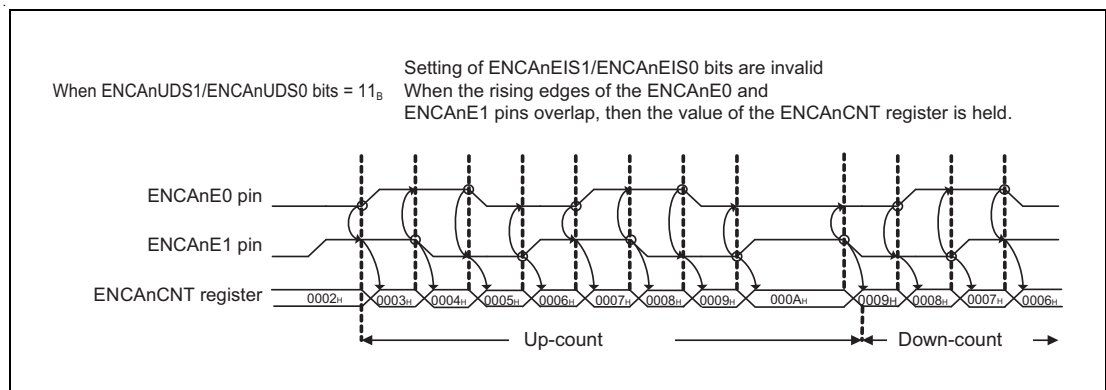 Setting of ENCAnEIS1/ENCAnEIS0 bits are invalid
When ENCAnUDS1/ENCAnUDS0 bits = 11B When the rising edges of the ENCAnE0 and
ENCAnE1 pins overlap, then the value of the ENCAnCNT register is held.
ENCAnE0 pin
ENCAnE1 pin
ENCAnCNT register 0002H 0003H 0004H 0005H 0006H 0007H 0008H 0009H 000AH 0009H 0008H 0007H 0006H
Up-count Down-count